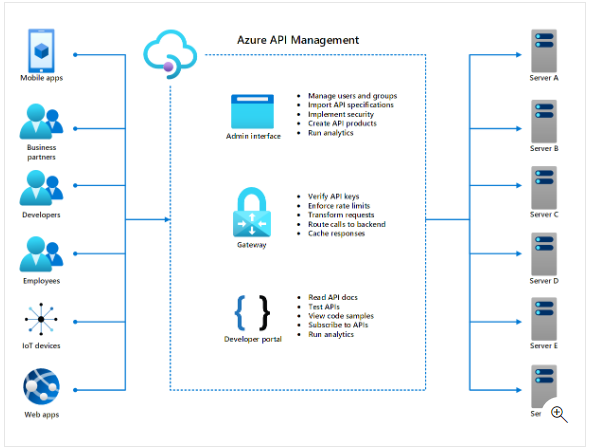 Azure API Management
Mobile apps
Business
partners
Developers
Employees
IoT devices
Web apps
Admin interface
• Manage users and groups
• Import API specifications
• Implement security
• Create API products
• Run analytics
Gateway
• Verify API keys
• Enforce rate limits
• Transform requests
• Route calls to backend
• Cache responses
{ }
Developer portal
• Read API docs
• Test APIs
• View code samples
• Subscribe to APIs
• Run analytics
Server A
Server B
Server C
Server D
Server E